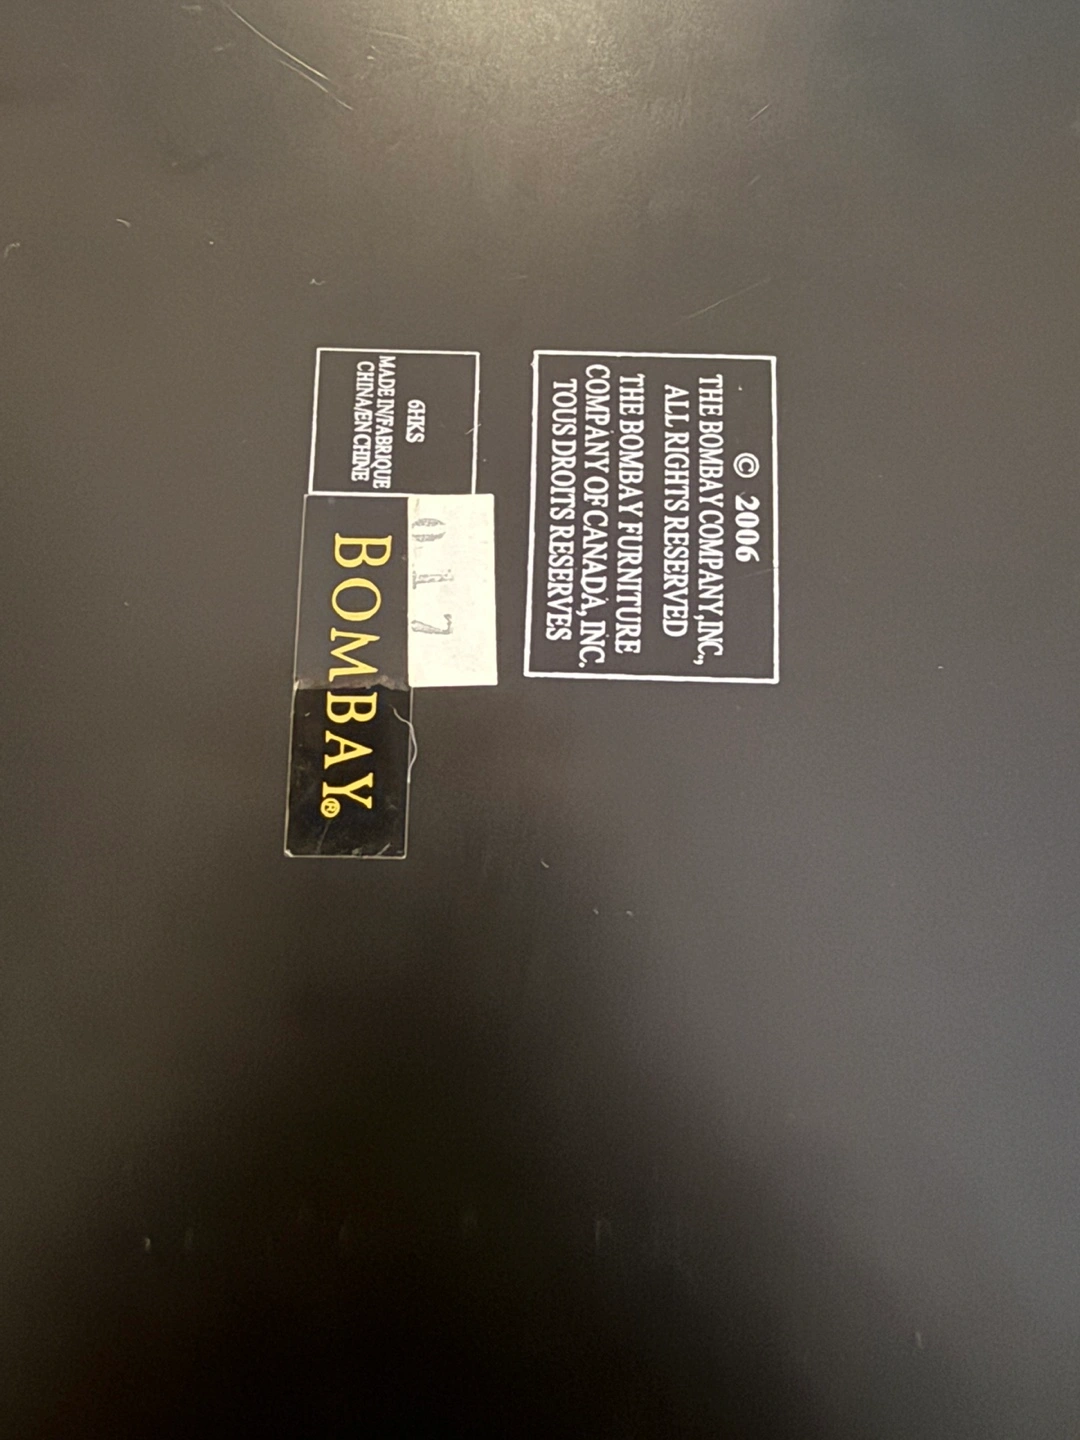 © 2006
THE BOMBAY COMPANY, INC.,
ALL RIGHTS RESERVED
THE BOMBAY FURNITURE
COMPANY OF CANADA, INC.
TOUS DROITS RESERVES
6HKS
MADE IN/FABRIQUE
CHINA/EN CHINE
017
BOMBAY®